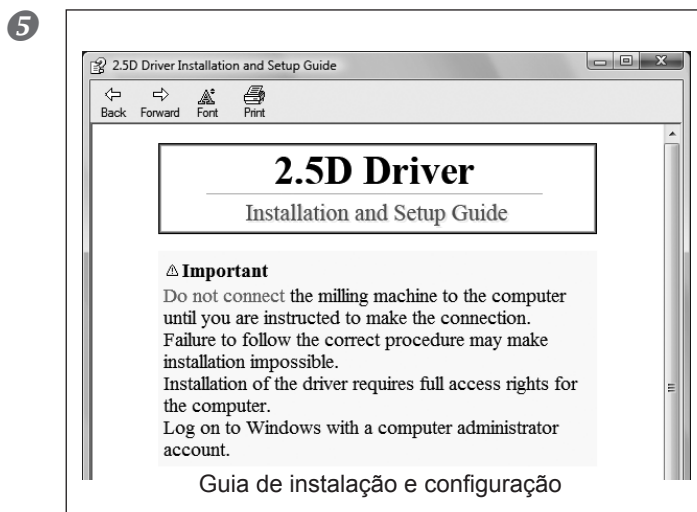 5
2.5D Driver Installation and Setup Guide
Back Forward Font Print
2.5D Driver
Installation and Setup Guide
⚠ Important
Do not connect the milling machine to the computer
until you are instructed to make the connection.
Failure to follow the correct procedure may make
installation impossible.
Installation of the driver requires full access rights for
the computer.
Log on to Windows with a computer administrator
account.
Guia de instalação e configuração